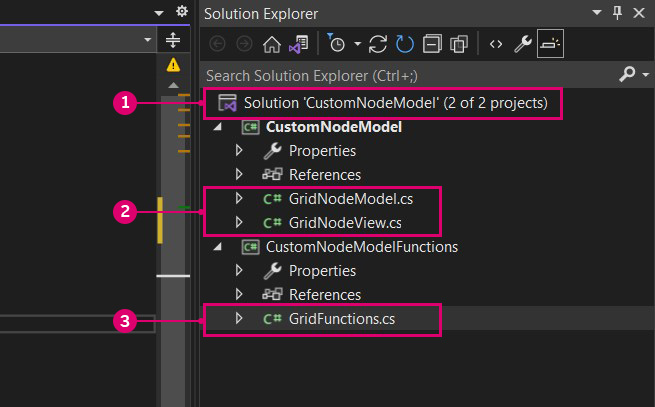 Solution Explorer
Search Solution Explorer (Ctrl+;)
1
Solution 'CustomNodeModel' (2 of 2 projects)
C# CustomNodeModel
Properties
References
2
C# GridNodeModel.cs
C# GridNodeView.cs
C# CustomNodeModelFunctions
Properties
References
3
C# GridFunctions.cs